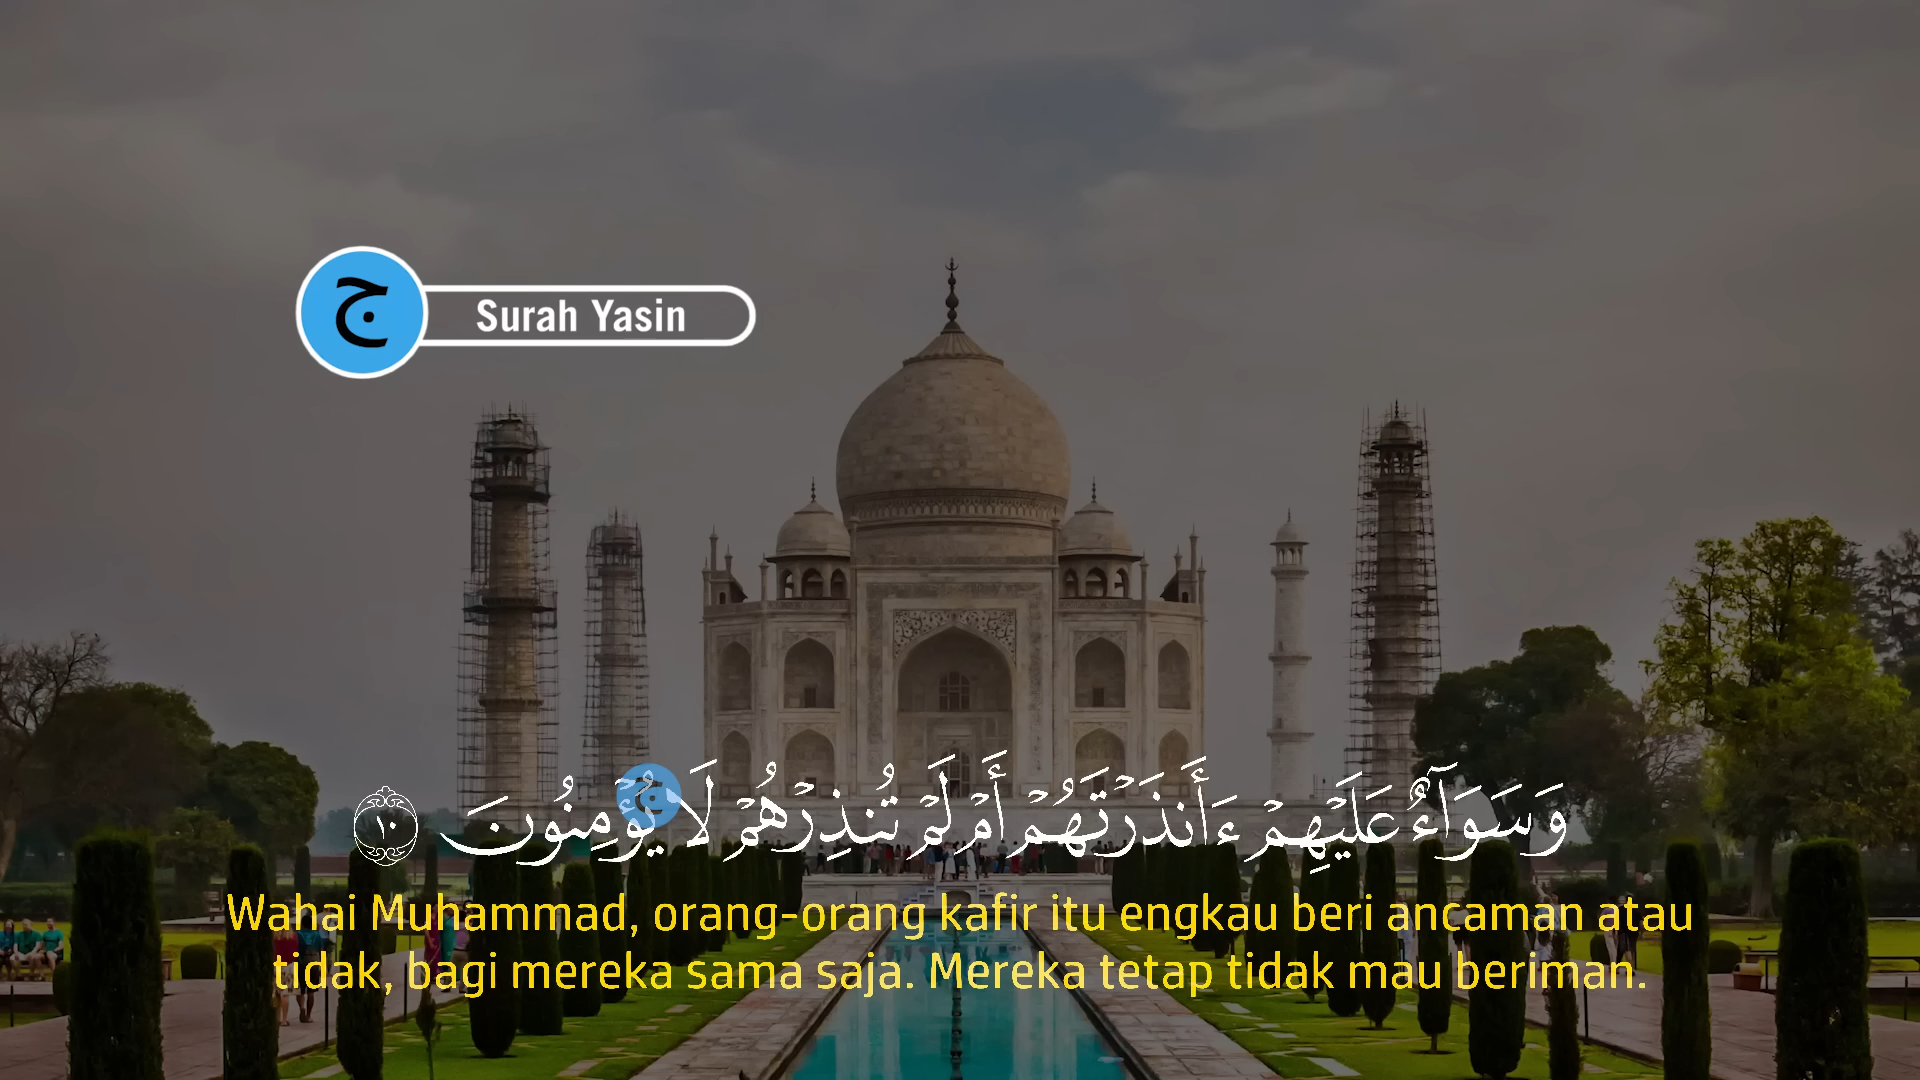 ج
Surah Yasin
وَسَوَآءٌ عَلَيْهِمْ ءَأَنذَرْتَهُمْ أَمْ لَمْ تُنذِرْهُمْ لَا يُؤْمِنُونَ ١٠
ج
Wahai Muhammad, orang-orang kafir itu engkau beri ancaman atau
tidak, bagi mereka sama saja. Mereka tetap tidak mau beriman.